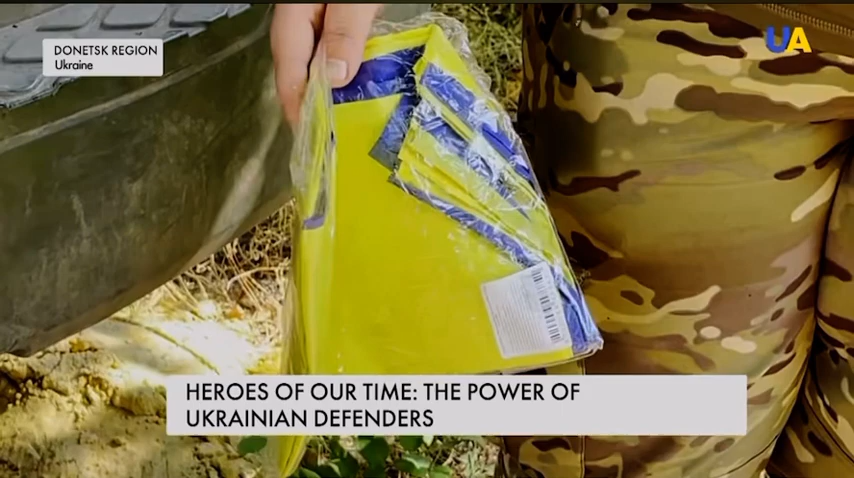 DONETSK REGION
Ukraine
UA
HEROES OF OUR TIME: THE POWER OF
UKRAINIAN DEFENDERS